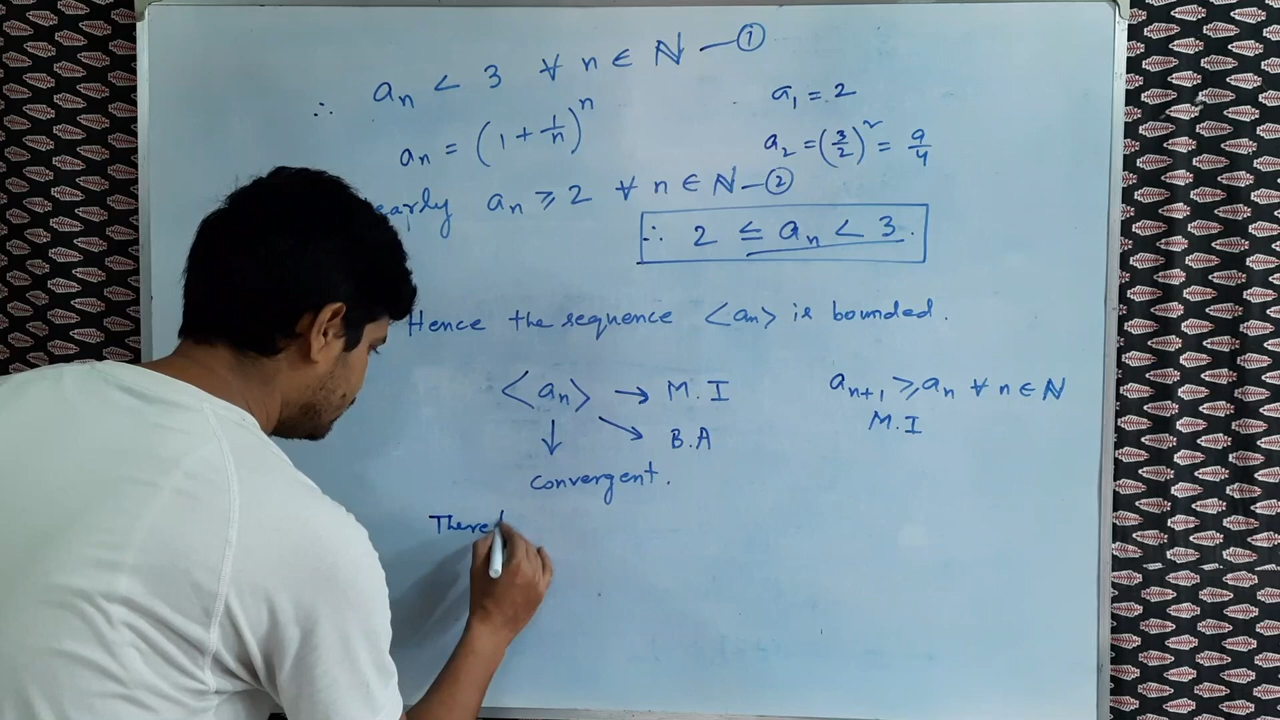 ∴ aₙ < 3 ∀ n ∈ ℕ —①
aₙ = (1 + 1/n)ⁿ
a₁ = 2
a₂ = (3/2)² = 9/4
early aₙ ⩾ 2 ∀ n ∈ ℕ —②
∴ 2 ≤ aₙ < 3.
Hence the sequence <aₙ> is bounded.
<aₙ> → M.I
↓ ↘ B.A
convergent.
aₙ₊₁ ⩾ aₙ ∀ n ∈ ℕ
M.I
There